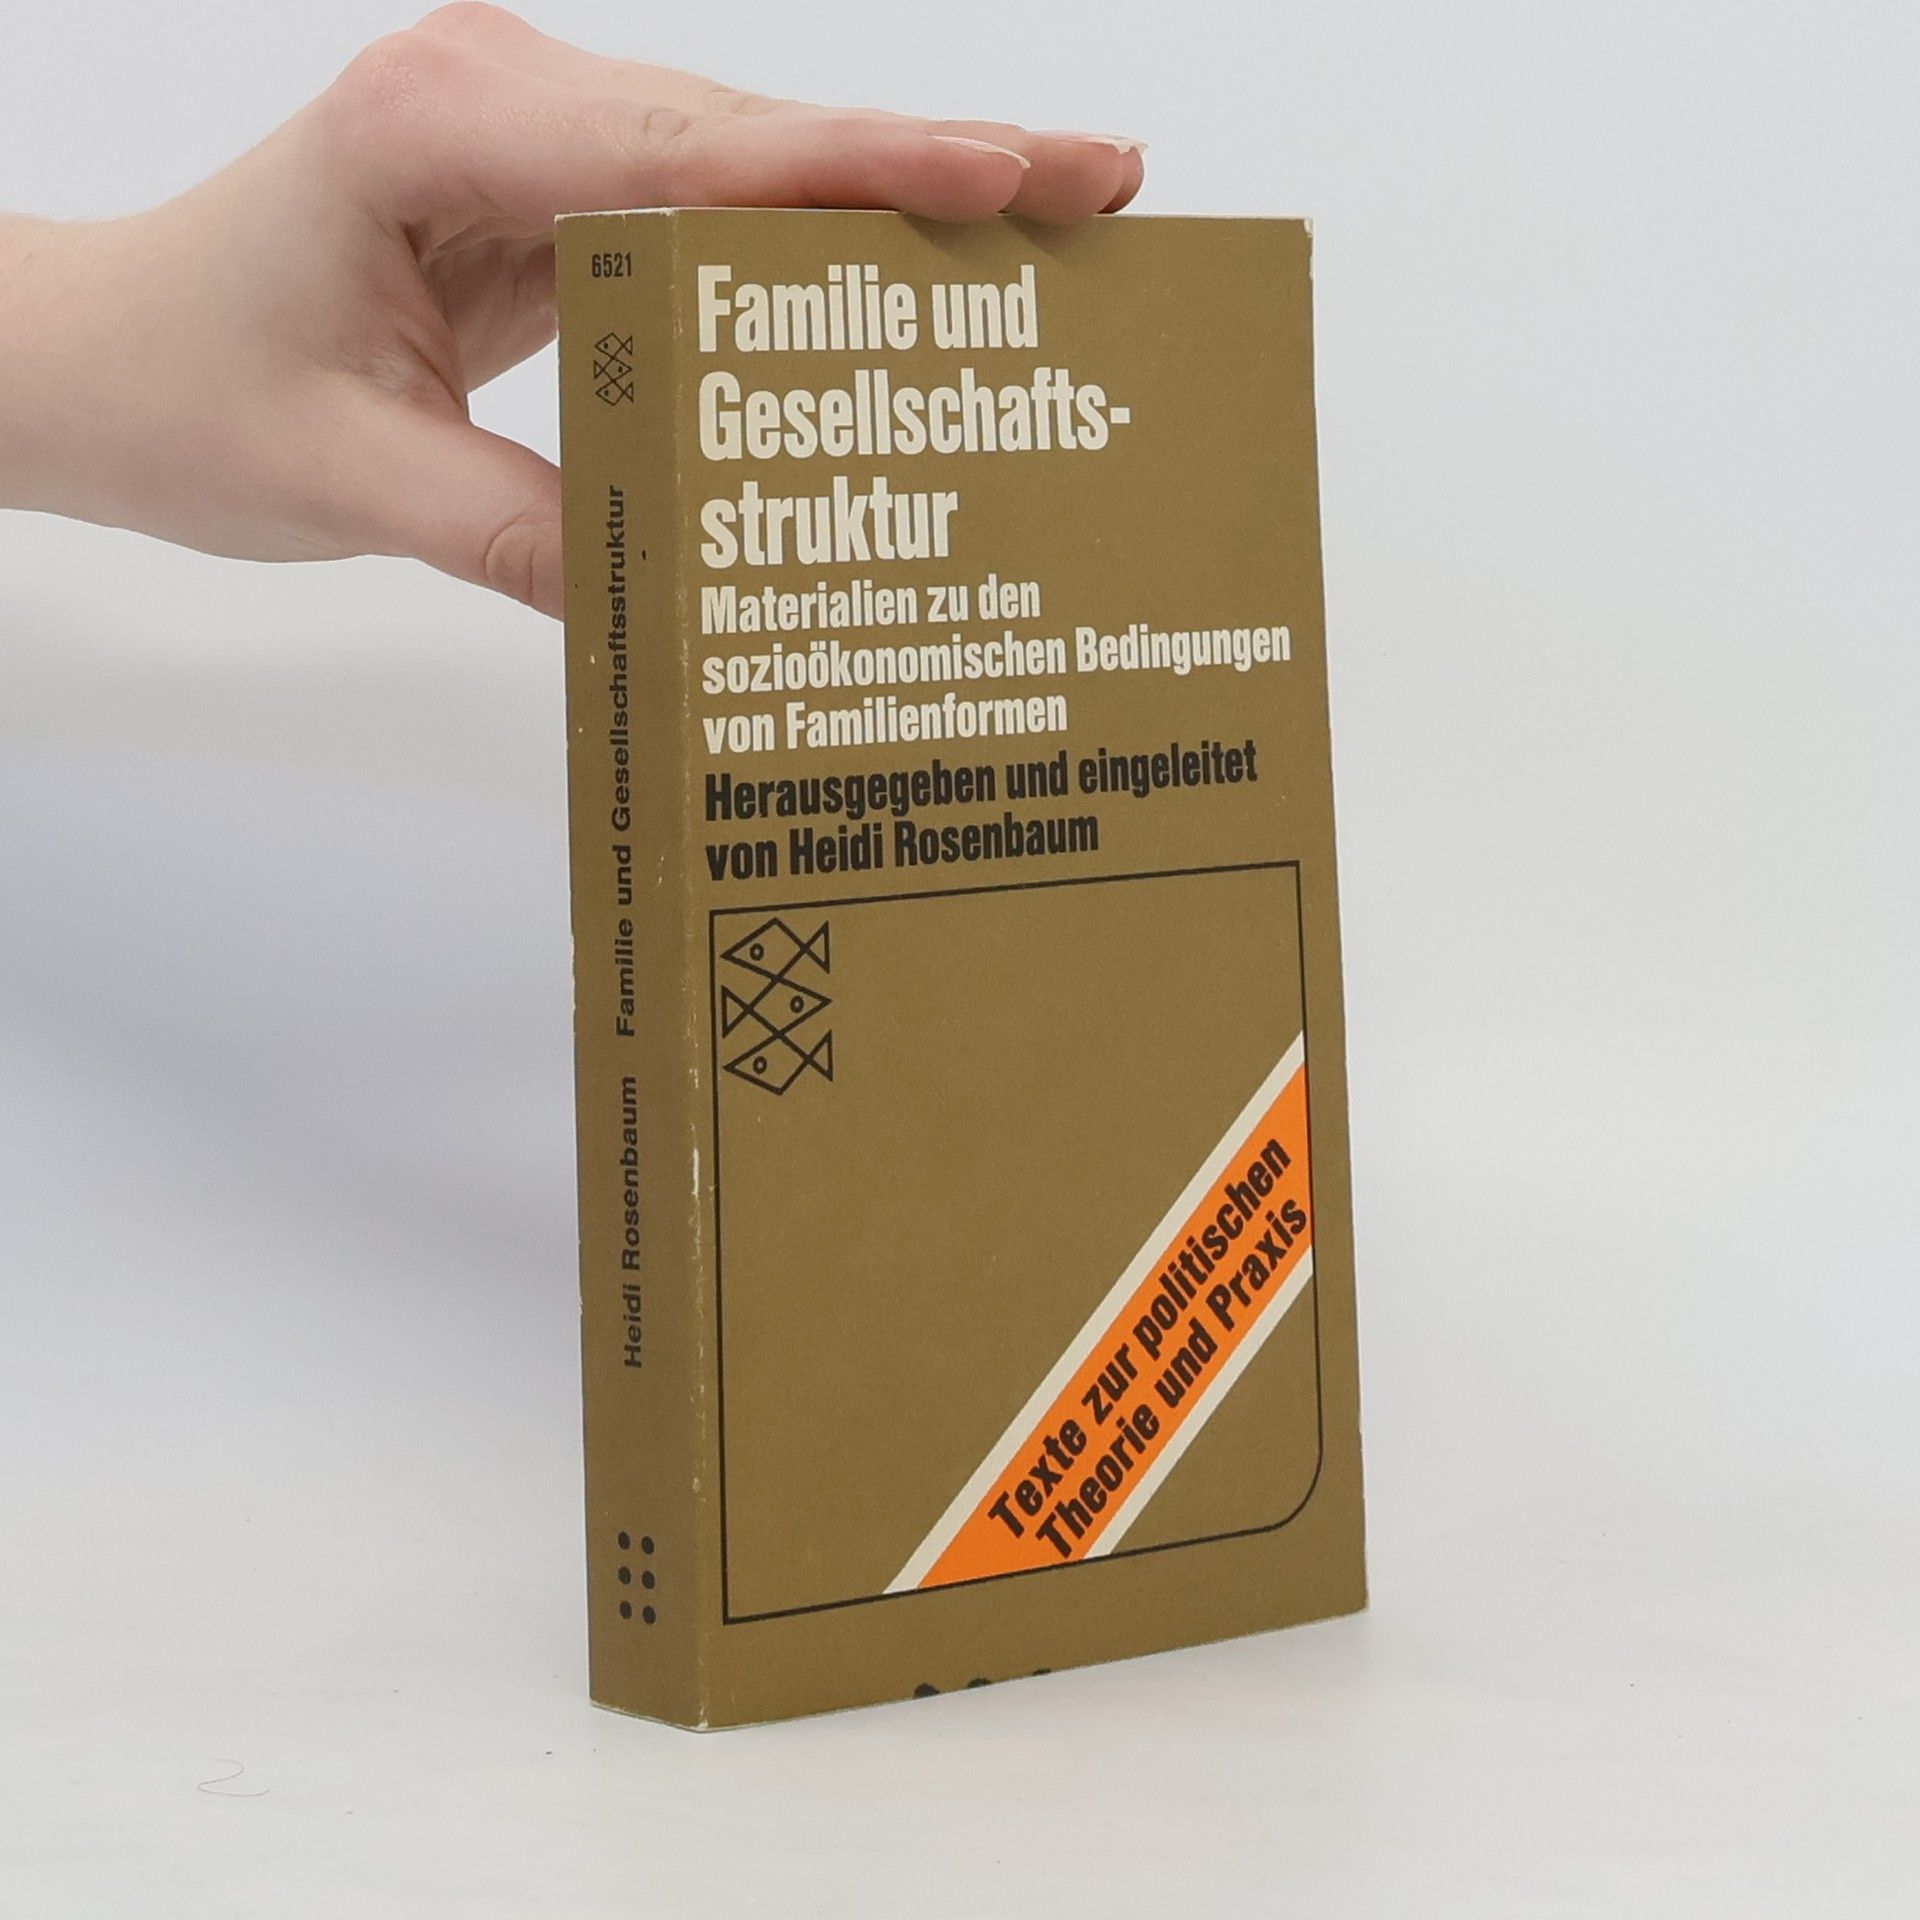 6521
Heidi Rosenbaum Familie und Gesellschaftsstruktur
Familie und
Gesellschafts-
struktur
Materialien zu den
sozioökonomischen Bedingungen
von Familienformen
Herausgegeben und eingeleitet
von Heidi Rosenbaum
Texte zur politischen
Theorie und Praxis